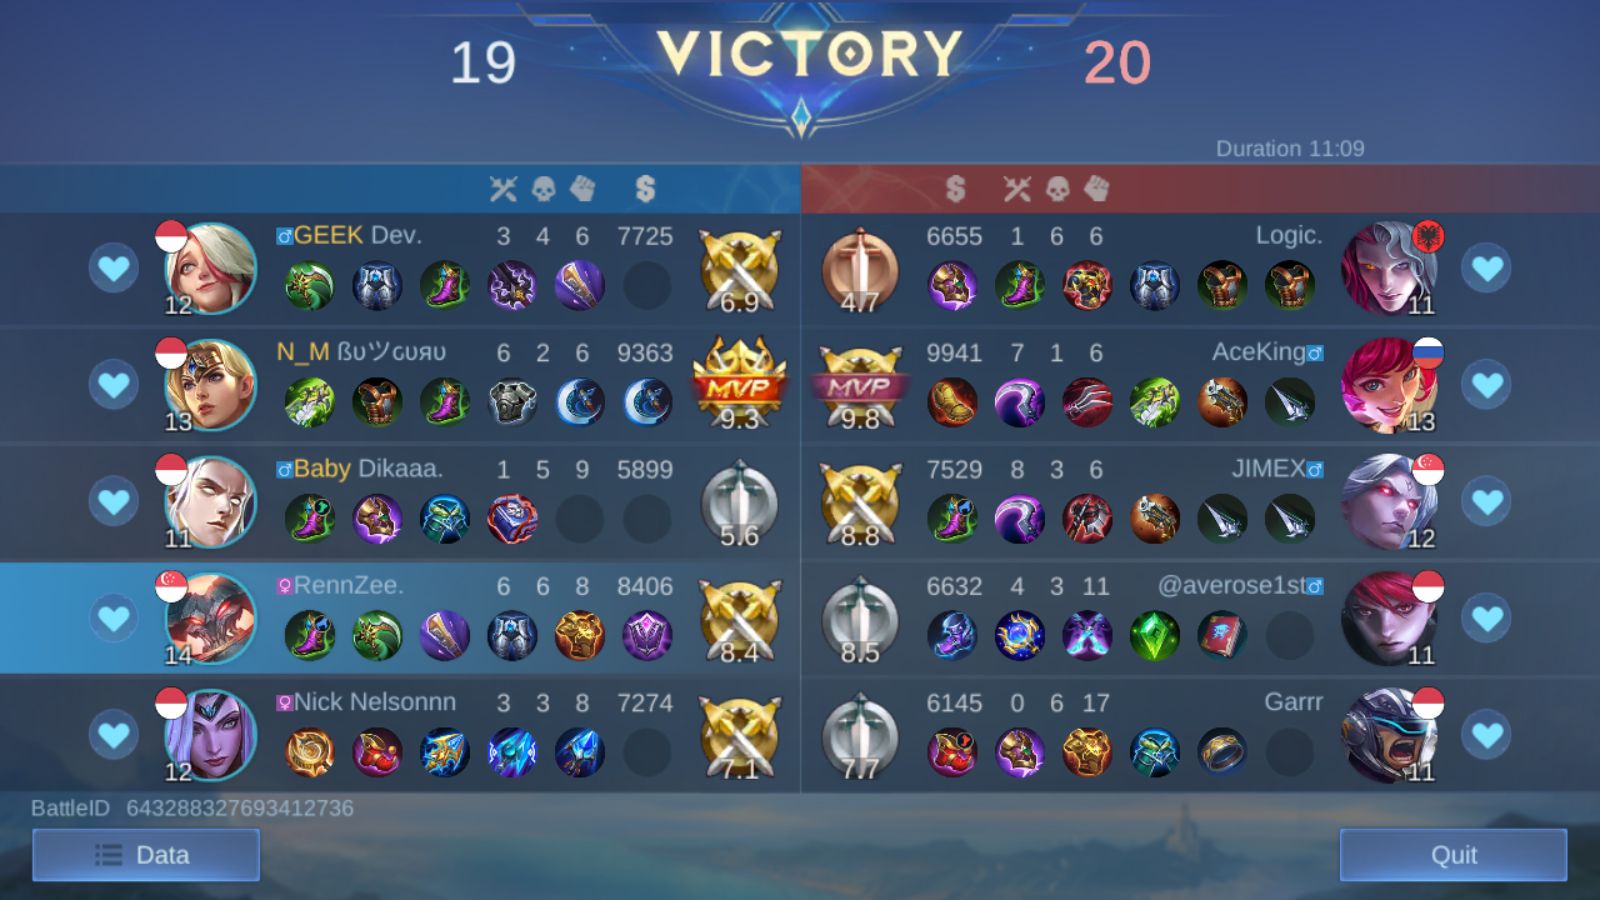 19 VICTORY 20
Duration 11:09
GEEK Dev. 3 4 6 7725
12 6.9
6655 1 6 6 Logic.
4.7 11
N_M ßυツɢυяυ 6 2 6 9363
13 MVP 9.3
9941 7 1 6 AceKing
MVP 9.8 13
Baby Dikaaa. 1 5 9 5899
11 5.6
7529 8 3 6 JIMEX
8.8 12
RennZee. 6 6 8 8406
14 8.4
6632 4 3 11 @averose1st
8.5 11
Nick Nelsonnn 3 3 8 7274
12 7.1
6145 0 6 17 Garrr
7.7 11
BattleID 643288327693412736
Data
Quit